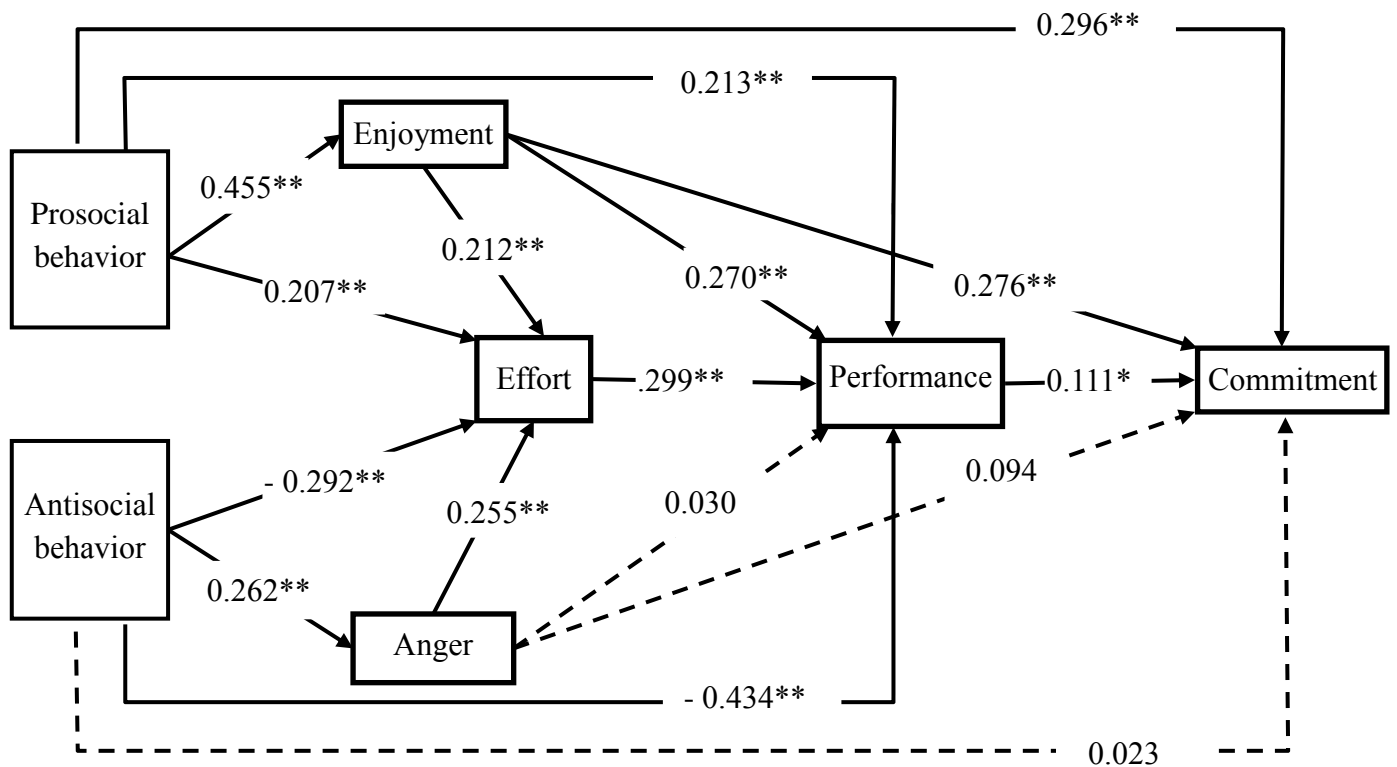 0.296**
0.213**
Enjoyment
0.455**
Prosocial
behavior
0.212**
0.270**
0.276**
0.207**
Effort
.299**
Performance
0.111*
Commitment
- 0.292**
0.094
Antisocial
behavior
0.255**
0.030
0.262**
Anger
- 0.434**
0.023